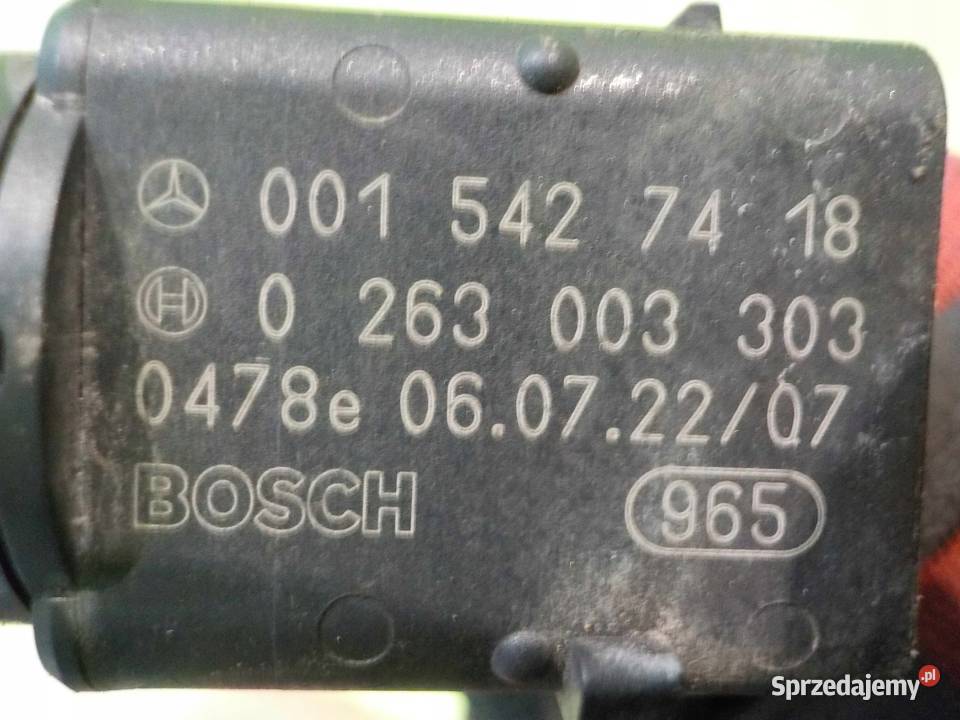 001 542 74 18
0 263 003 303
0478e 06.07.22/07
BOSCH 965
Sprzedajemy.pl